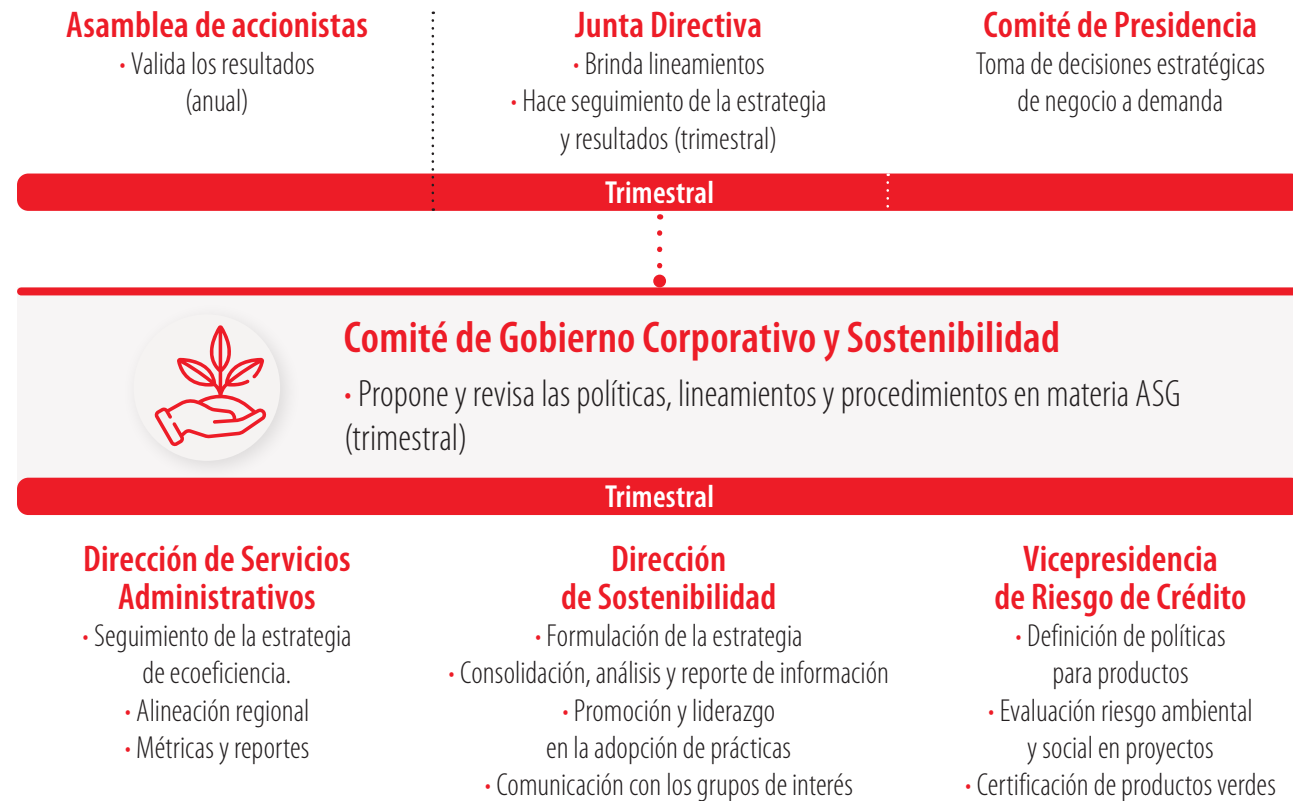 Asamblea de accionistas
• Valida los resultados
(anual)
Junta Directiva
• Brinda lineamientos
• Hace seguimiento de la estrategia
y resultados (trimestral)
Comité de Presidencia
Toma de decisiones estratégicas
de negocio a demanda
Trimestral
Comité de Gobierno Corporativo y Sostenibilidad
• Propone y revisa las políticas, lineamientos y procedimientos en materia ASG
(trimestral)
Trimestral
Dirección de Servicios
Administrativos
• Seguimiento de la estrategia
de ecoeficiencia.
• Alineación regional
• Métricas y reportes
Dirección
de Sostenibilidad
• Formulación de la estrategia
• Consolidación, análisis y reporte de información
• Promoción y liderazgo
en la adopción de prácticas
• Comunicación con los grupos de interés
Vicepresidencia
de Riesgo de Crédito
• Definición de políticas
para productos
• Evaluación riesgo ambiental
y social en proyectos
• Certificación de productos verdes